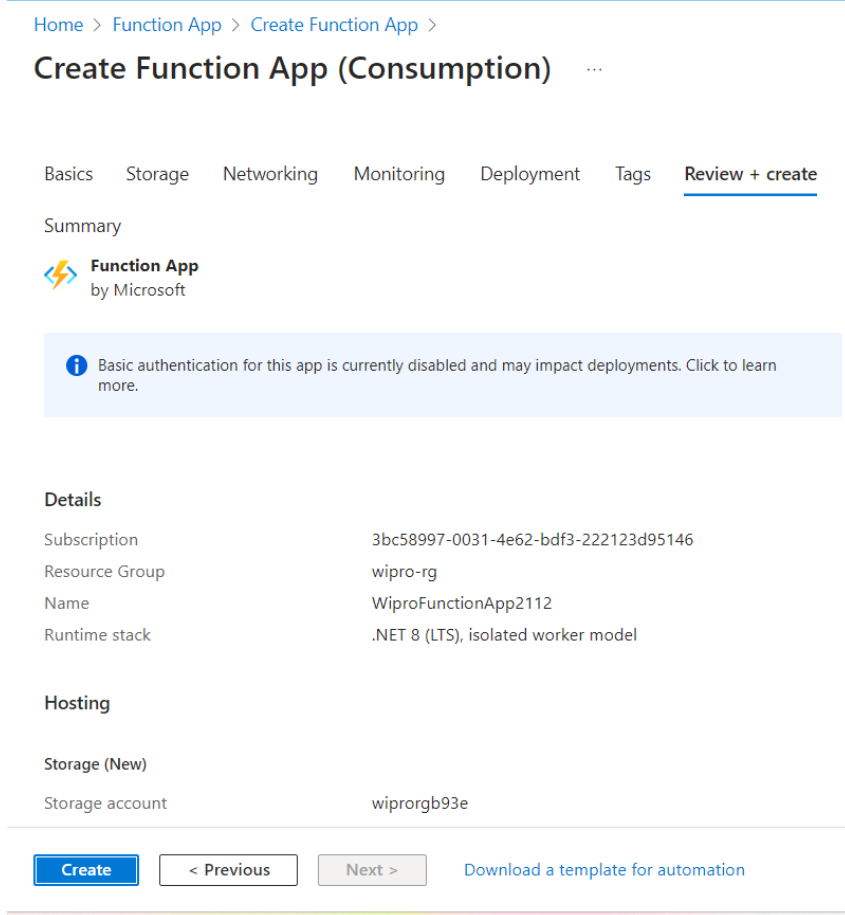 Home > Function App > Create Function App >
Create Function App (Consumption) ...
Basics Storage Networking Monitoring Deployment Tags Review + create
Summary
Function App
by Microsoft
Basic authentication for this app is currently disabled and may impact deployments. Click to learn
more.
Details
Subscription 3bc58997-0031-4e62-bdf3-222123d95146
Resource Group wipro-rg
Name WiproFunctionApp2112
Runtime stack .NET 8 (LTS), isolated worker model
Hosting
Storage (New)
Storage account wiprorgb93e
Create < Previous Next > Download a template for automation